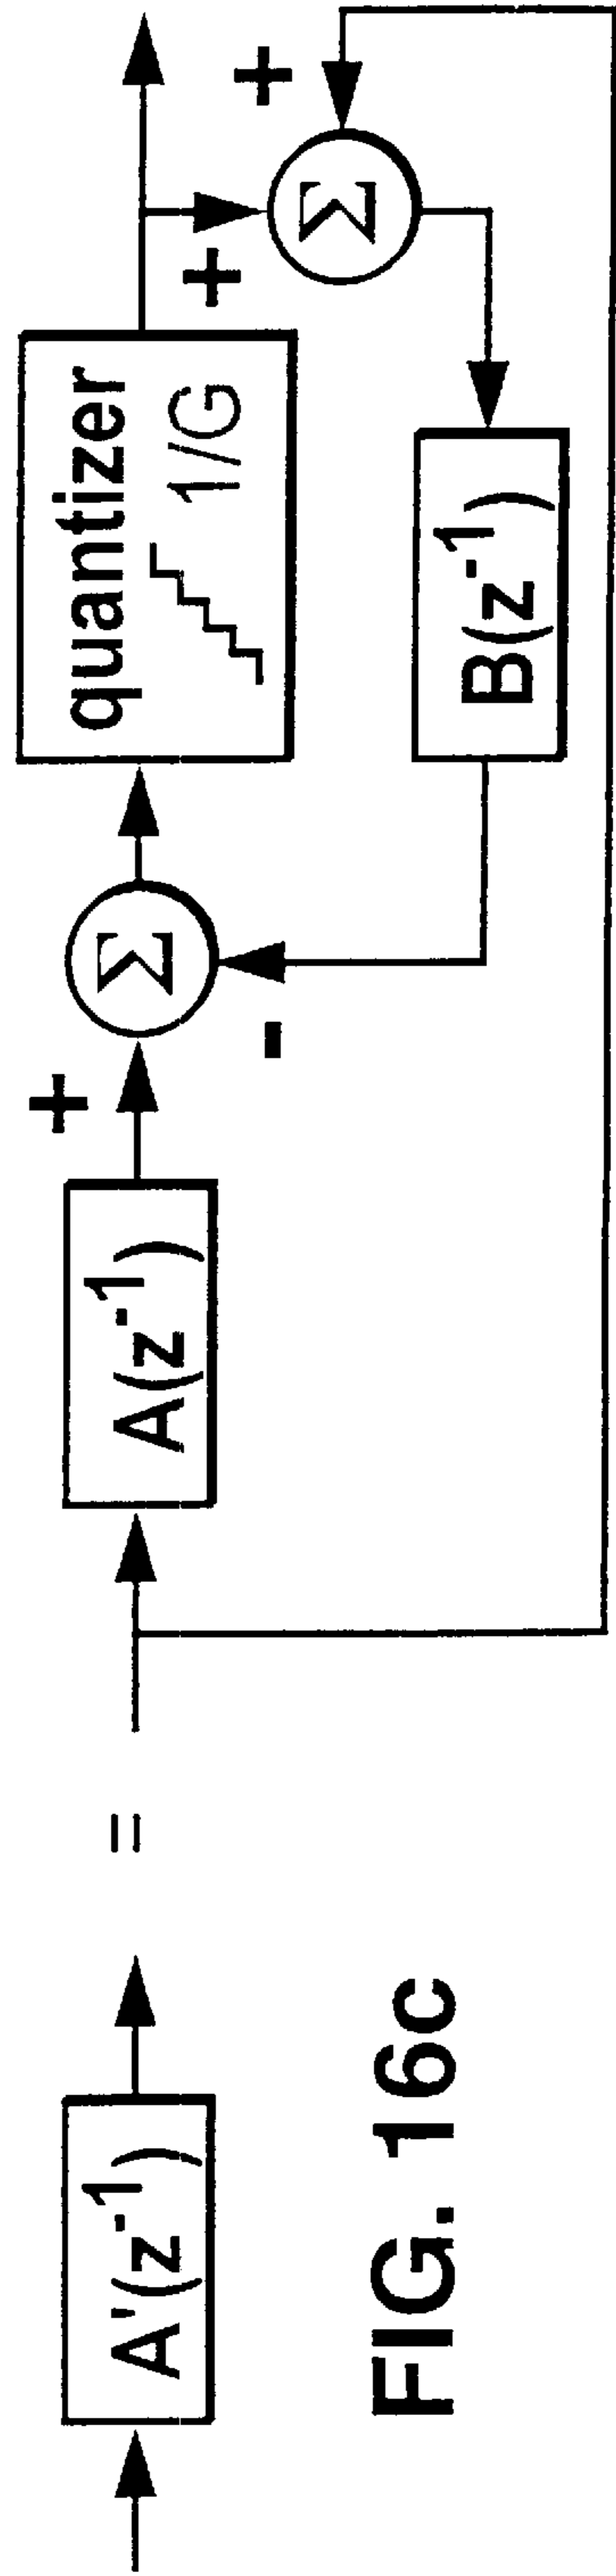 A'(z⁻¹)
=
A(z⁻¹)
+
Σ
-
quantizer
1/G
+
+
Σ
B(z⁻¹)
FIG. 16c